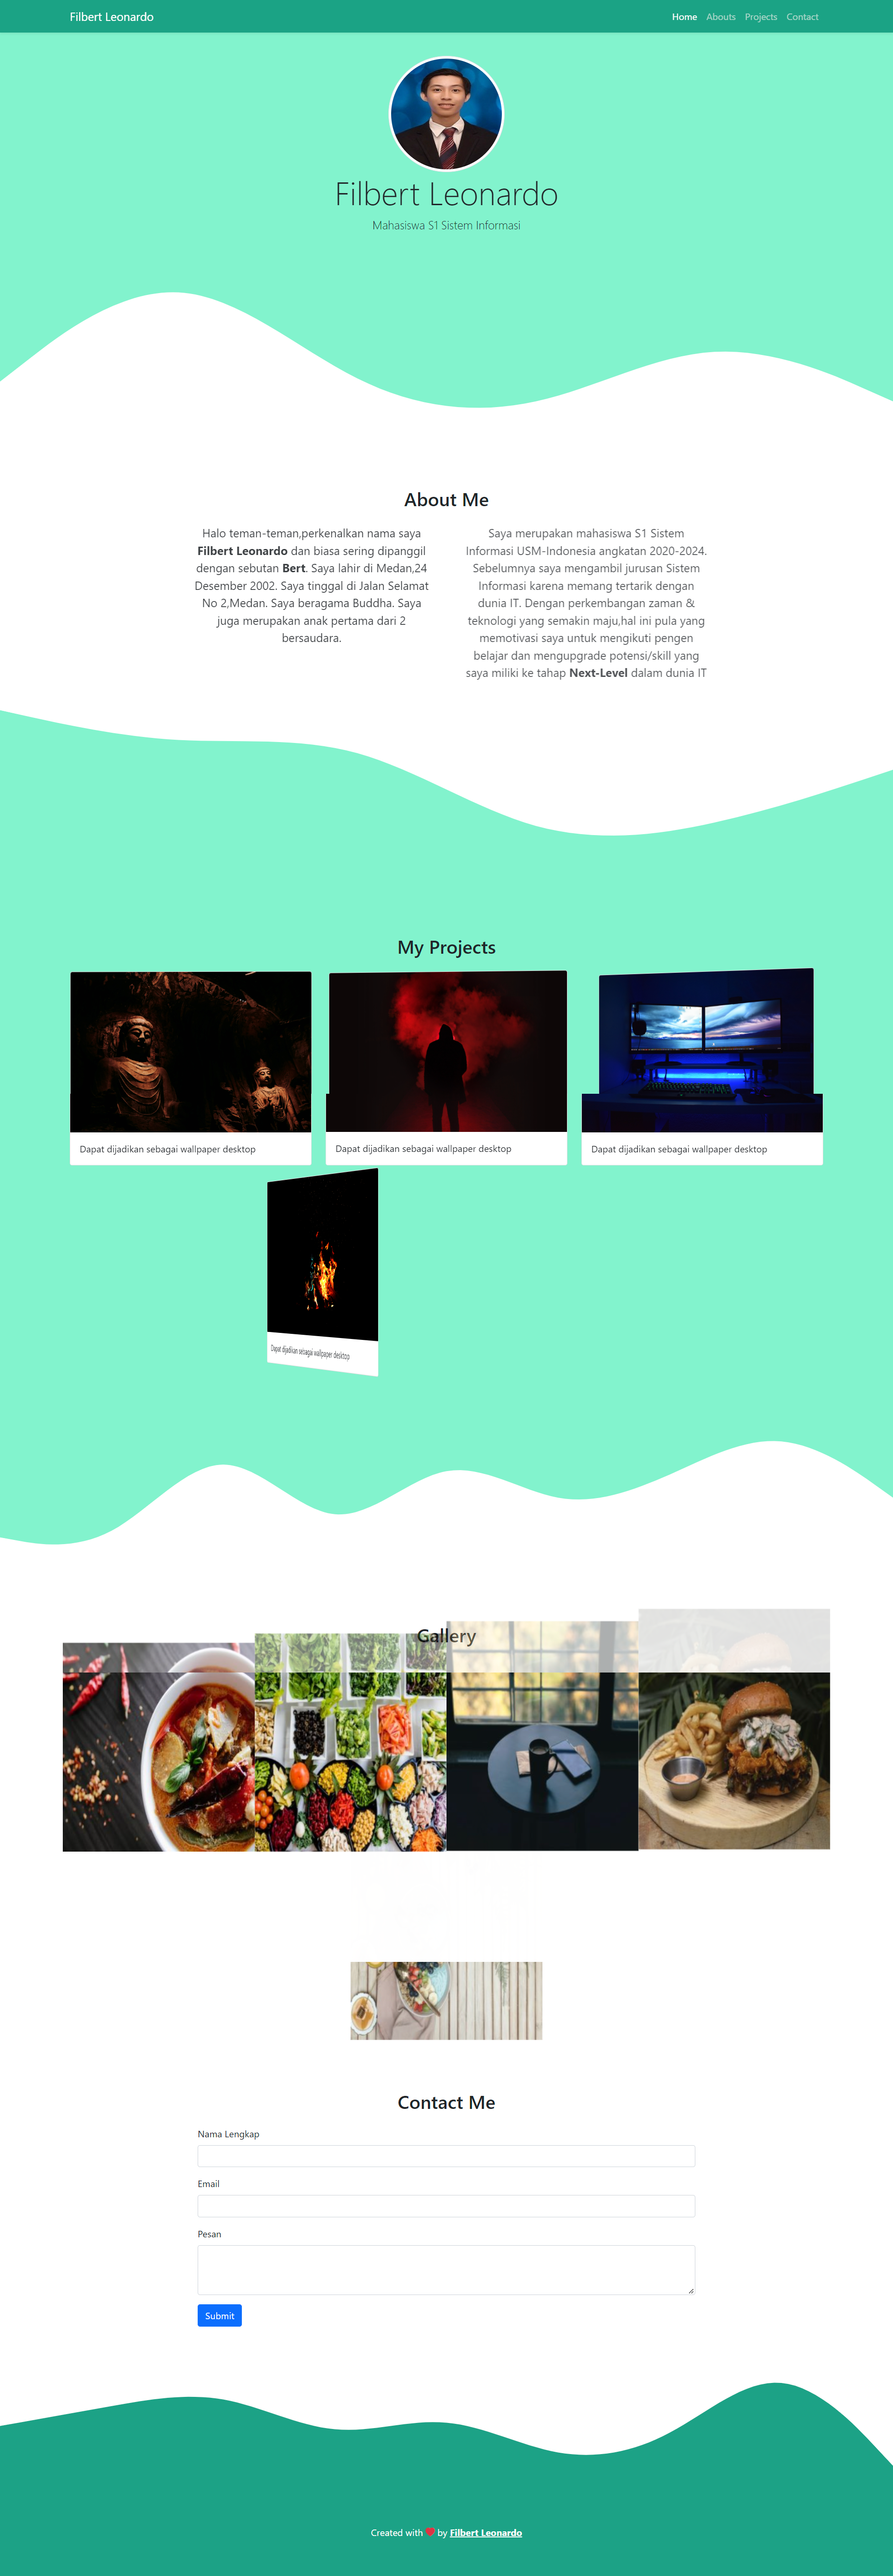 Filbert Leonardo
Home Abouts Projects Contact
Filbert Leonardo
Mahasiswa S1 Sistem Informasi
About Me
Halo teman-teman,perkenalkan nama saya
Filbert Leonardo dan biasa sering dipanggil
dengan sebutan Bert. Saya lahir di Medan,24
Desember 2002. Saya tinggal di Jalan Selamat
No 2,Medan. Saya beragama Buddha. Saya
juga merupakan anak pertama dari 2
bersaudara.
Saya merupakan mahasiswa S1 Sistem
Informasi USM-Indonesia angkatan 2020-2024.
Sebelumnya saya mengambil jurusan Sistem
Informasi karena memang tertarik dengan
dunia IT. Dengan perkembangan zaman &
teknologi yang semakin maju,hal ini pula yang
memotivasi saya untuk mengikuti pengen
belajar dan mengupgrade potensi/skill yang
saya miliki ke tahap Next-Level dalam dunia IT
My Projects
Dapat dijadikan sebagai wallpaper desktop
Dapat dijadikan sebagai wallpaper desktop
Dapat dijadikan sebagai wallpaper desktop
Dapat dijadikan sebagai wallpaper desktop
Gallery
Contact Me
Nama Lengkap
Email
Pesan
Submit
Created with by Filbert Leonardo